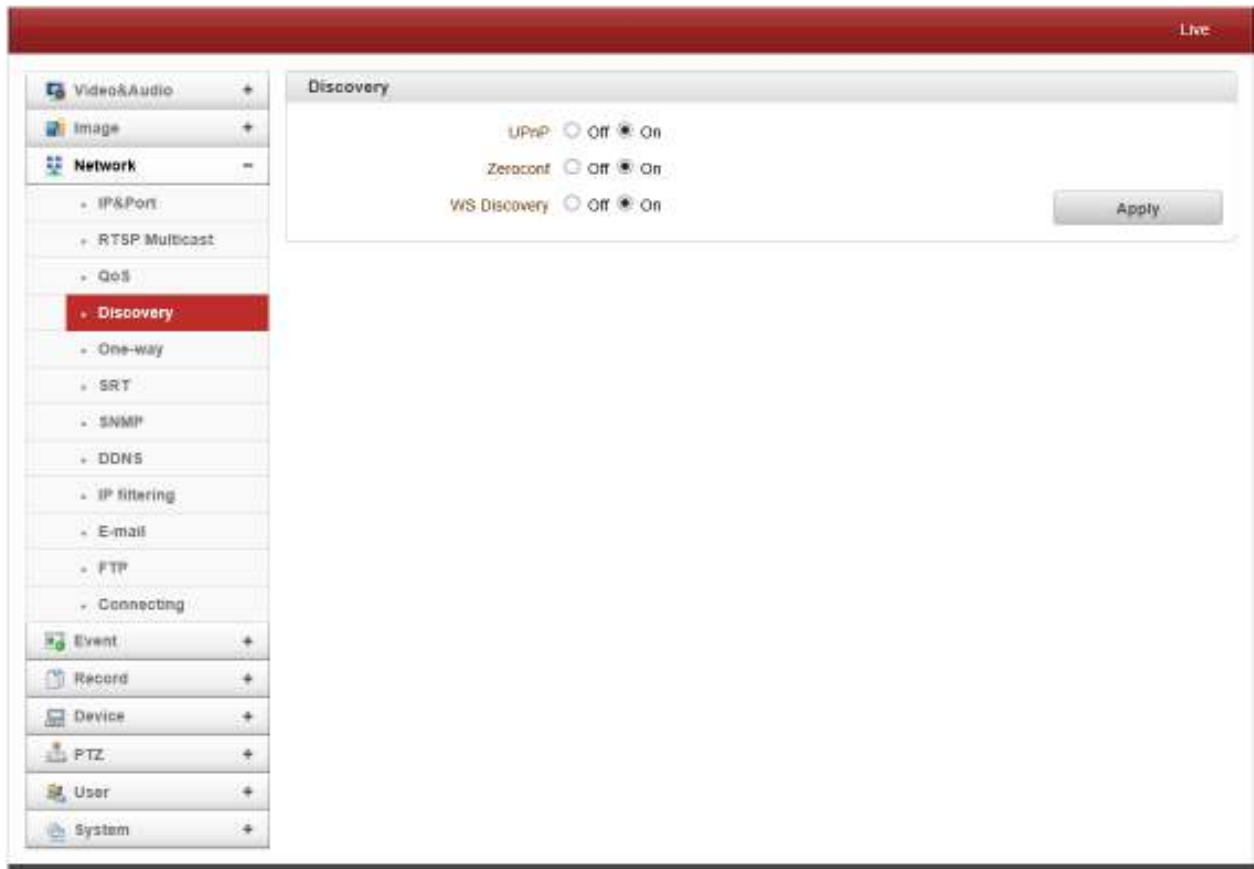 Live
Video&Audio +
Image +
Network -
IP&Port
RTSP Multicast
QoS
Discovery
One-way
SRT
SNMP
DDNS
IP filtering
E-mail
FTP
Connecting
Event +
Record +
Device +
PTZ +
User +
System +
Discovery
UPnP Off On
Zeroconf Off On
WS Discovery Off On
Apply